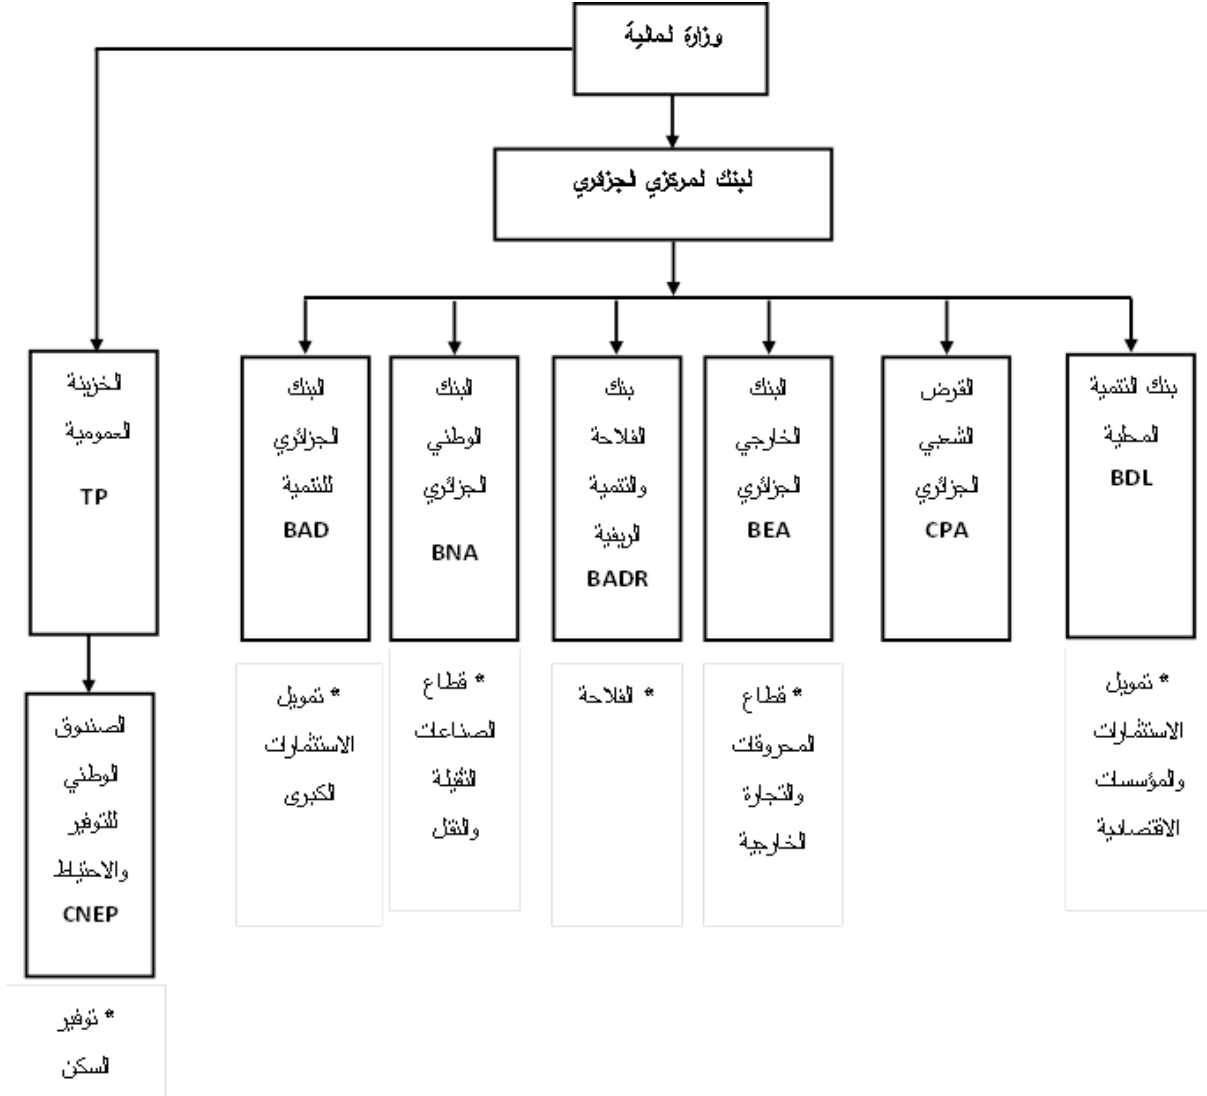 وزارة لمالية
لبنك لمركزي لجزئري
الخزينة
العمومية
TP
البنك
الجزائري
للتنمية
BAD
البنك
الوطني
الجزائري
BNA
بنك
الفلاحة
والتنمية
الريفية
BADR
البنك
الخارجي
الجزائري
BEA
القرض
الشعبي
الجزائري
CPA
بنك التنمية
المحلية
BDL
الصندوق
الوطني
للتوفير
والاحتياط
CNEP
* تمويل
الاستثمارات
الكبرى
* قطاع
الصناعات
الثقيلة
والنقل
* الفلاحة
* قطاع
المحروقات
والتجارة
الخارجية
* تمويل
الاستثمارات
والمؤسسات
الاقتصادية
* توفير
السكن